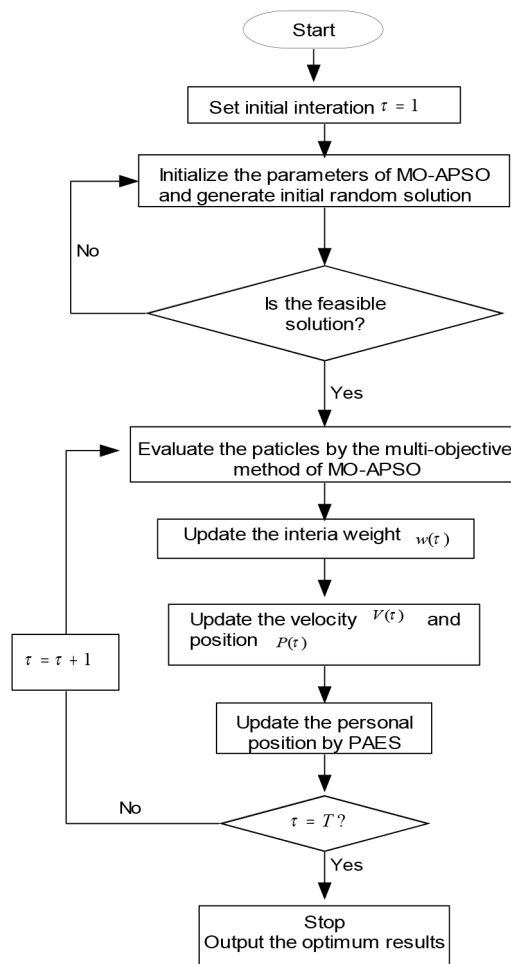 Start
Set initial interation τ = 1
Initialize the parameters of MO-APSO
and generate initial random solution
No
Is the feasible
solution?
Yes
Evaluate the paticles by the multi-objective
method of MO-APSO
Update the interia weight w(τ)
Update the velocity V(τ) and
position P(τ)
τ = τ + 1
Update the personal
position by PAES
No
τ = T ?
Yes
Stop
Output the optimum results